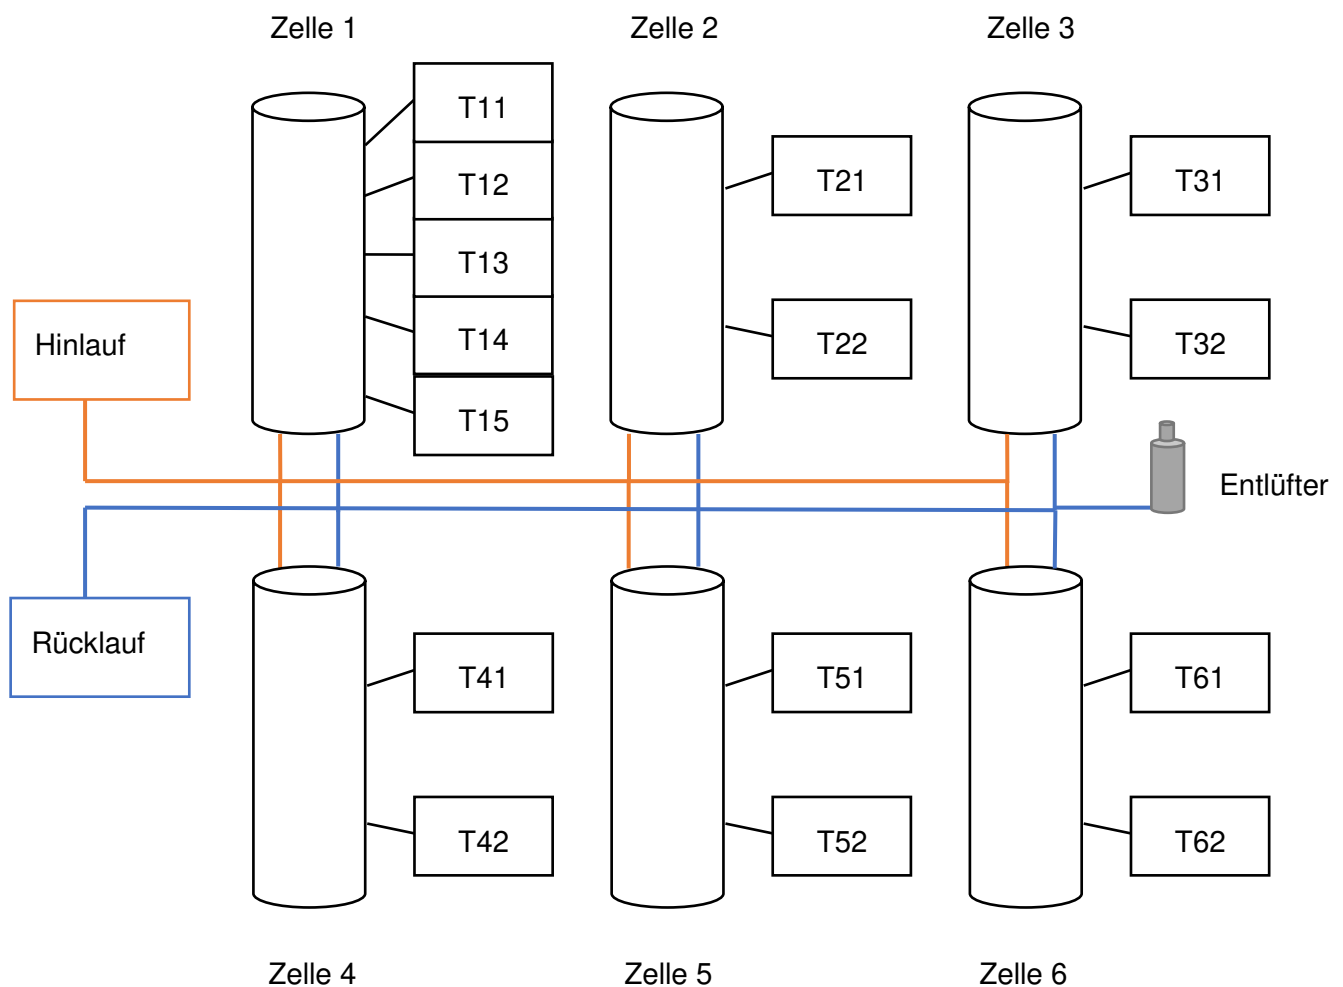 Zelle 1
Zelle 2
Zelle 3
T11
T12
T13
T14
T15
T21
T22
T31
T32
Hinlauf
Entlüfter
Rücklauf
T41
T42
T51
T52
T61
T62
Zelle 4
Zelle 5
Zelle 6